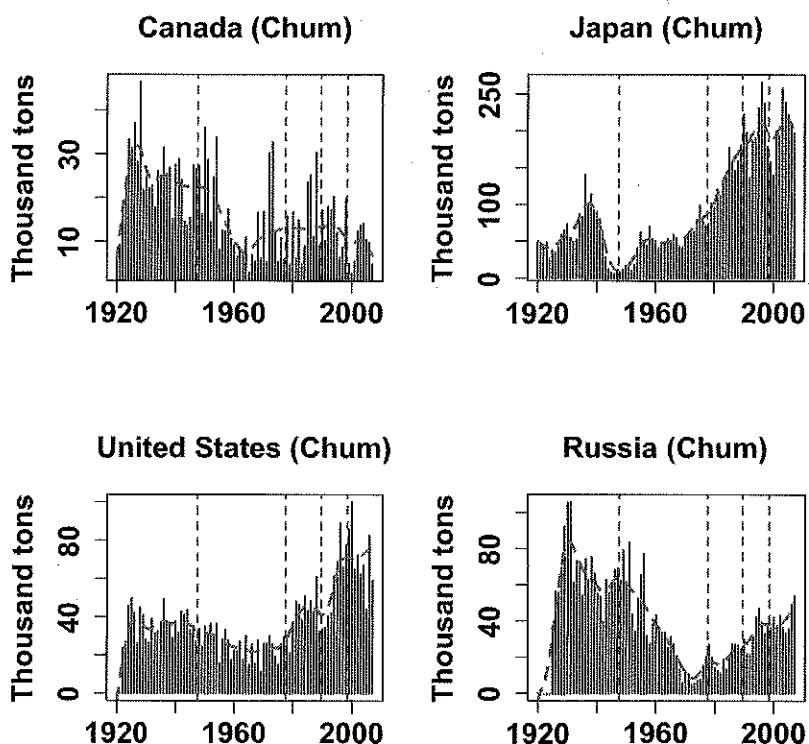 Canada (Chum)
Thousand tons
10
30
1920
1960
2000
Japan (Chum)
Thousand tons
0
100
250
1920
1960
2000
United States (Chum)
Thousand tons
0
40
80
1920
1960
2000
Russia (Chum)
Thousand tons
0
40
80
1920
1960
2000